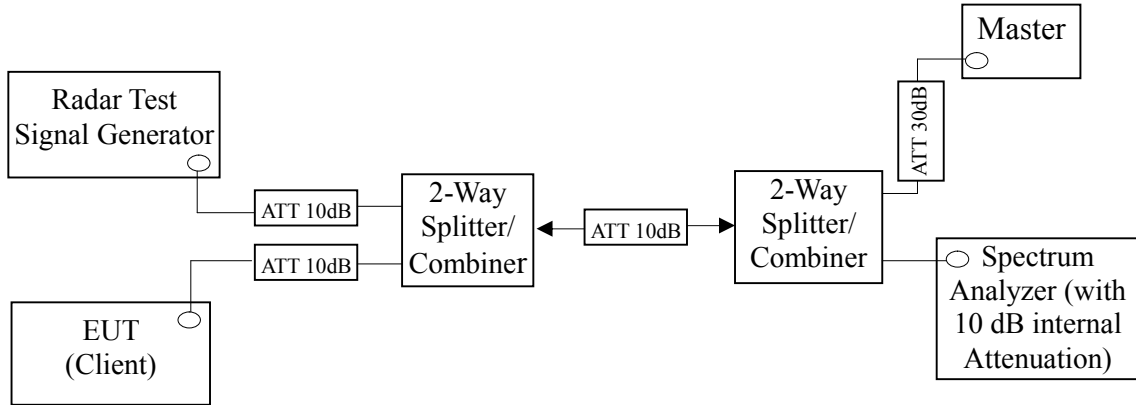 Radar Test
Signal Generator
ATT 10dB
ATT 10dB
EUT
(Client)
2-Way
Splitter/
Combiner
ATT 10dB
2-Way
Splitter/
Combiner
ATT 30dB
Master
Spectrum
Analyzer (with
10 dB internal
Attenuation)